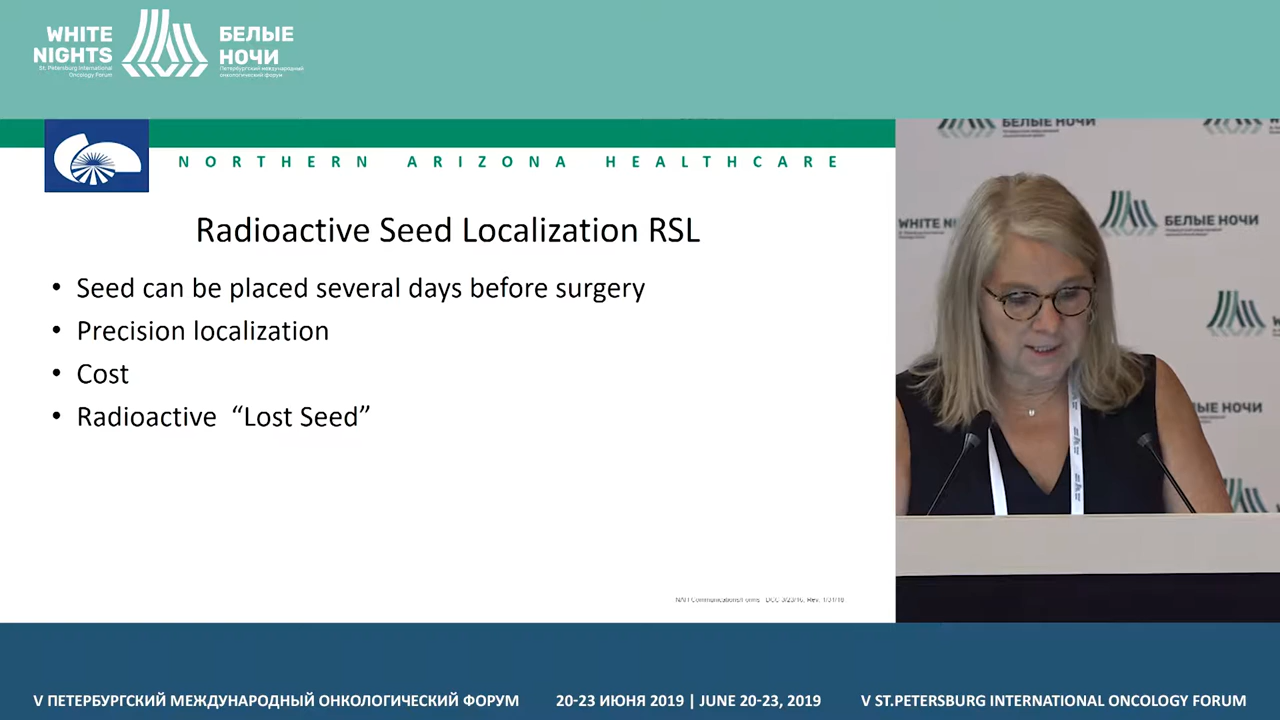 WHITE
NIGHTS
St. Petersburg International
Oncology Forum
БЕЛЫЕ
НОЧИ
Петербургский международный
онкологический форум
NORTHERN ARIZONA HEALTHCARE
Radioactive Seed Localization RSL
• Seed can be placed several days before surgery
• Precision localization
• Cost
• Radioactive “Lost Seed”
БЕЛЫЕ НОЧИ
WHITE NI
БЕЛЫЕ НОЧИ
ЛЫЕ НОЧИ
V ПЕТЕРБУРГСКИЙ МЕЖДУНАРОДНЫЙ ОНКОЛОГИЧЕСКИЙ ФОРУМ
20-23 ИЮНЯ 2019 | JUNE 20-23, 2019
V ST.PETERSBURG INTERNATIONAL ONCOLOGY FORUM